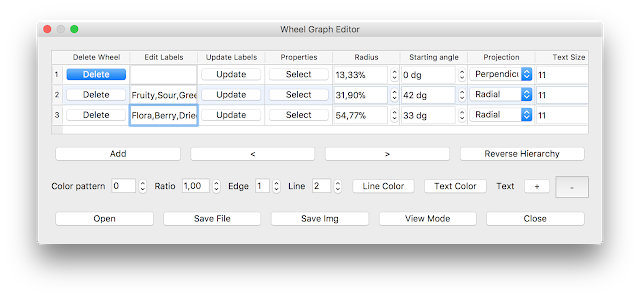 Wheel Graph Editor
Delete Wheel Edit Labels Update Labels Properties Radius Starting angle Projection Text Size
1 Delete Update Select 13,33% 0 dg Perpendicu 11
2 Delete Fruity,Sour,Gree Update Select 31,90% 42 dg Radial 11
3 Delete Flora,Berry,Dried Update Select 54,77% 33 dg Radial 11
Add < > Reverse Hierarchy
Color pattern 0 Ratio 1,00 Edge 1 Line 2 Line Color Text Color Text + -
Open Save File Save Img View Mode Close